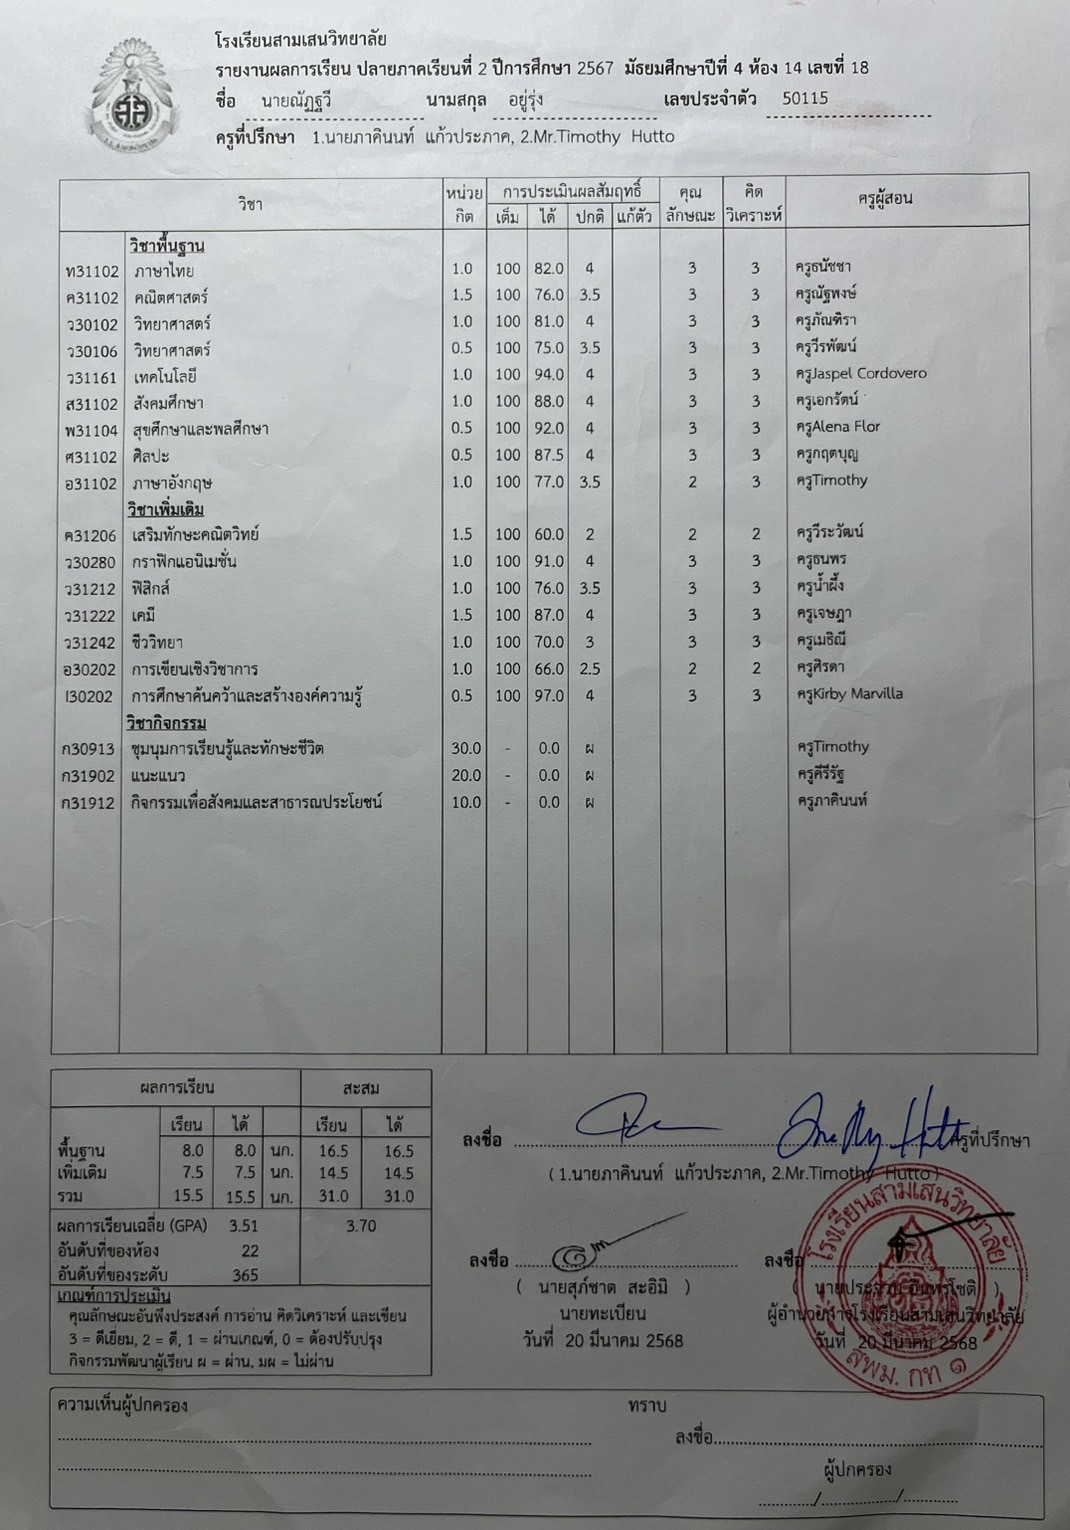 โรงเรียนสามเสนวิทยาลัย
รายงานผลการเรียน ปลายภาคเรียนที่ 2 ปีการศึกษา 2567 มัธยมศึกษาปีที่ 4 ห้อง 14 เลขที่ 18
ชื่อ นายณัฏฐวี นามสกุล อยู่รุ่ง เลขประจำตัว 50115
ครูที่ปรึกษา 1.นายภาคินนท์ แก้วประภาค, 2.Mr.Timothy Hutto
วิชา หน่วยกิต การประเมินผลสัมฤทธิ์ คุณลักษณะ คิดวิเคราะห์ ครูผู้สอน
เต็ม ได้ ปกติ แก้ตัว
วิชาพื้นฐาน
ท31102 ภาษาไทย 1.0 100 82.0 4 3 3 ครูธนัชชา
ค31102 คณิตศาสตร์ 1.5 100 76.0 3.5 3 3 ครูณัฐพงษ์
ว30102 วิทยาศาสตร์ 1.0 100 81.0 4 3 3 ครูภัณฑิรา
ว30106 วิทยาศาสตร์ 0.5 100 75.0 3.5 3 3 ครูวีรพัฒน์
ว31161 เทคโนโลยี 1.0 100 94.0 4 3 3 ครูJaspel Cordovero
ส31102 สังคมศึกษา 1.0 100 88.0 4 3 3 ครูเอกรัตน์
พ31104 สุขศึกษาและพลศึกษา 0.5 100 92.0 4 3 3 ครูAlena Flor
ศ31102 ศิลปะ 0.5 100 87.5 4 3 3 ครูกฤตบุญ
อ31102 ภาษาอังกฤษ 1.0 100 77.0 3.5 2 3 ครูTimothy
วิชาเพิ่มเติม
ค31206 เสริมทักษะคณิตวิทย์ 1.5 100 60.0 2 2 2 ครูวีระวัฒน์
ว30280 กราฟิกแอนิเมชั่น 1.0 100 91.0 4 3 3 ครูธนพร
ว31212 ฟิสิกส์ 1.0 100 76.0 3.5 3 3 ครูน้ำผึ้ง
ว31222 เคมี 1.5 100 87.0 4 3 3 ครูเจษฎา
ว31242 ชีววิทยา 1.0 100 70.0 3 3 3 ครูเมธิณี
อ30202 การเขียนเชิงวิชาการ 1.0 100 66.0 2.5 2 2 ครูศิรดา
I30202 การศึกษาค้นคว้าและสร้างองค์ความรู้ 0.5 100 97.0 4 3 3 ครูKirby Marvilla
วิชากิจกรรม
ก30913 ชุมนุมการเรียนรู้และทักษะชีวิต 30.0 - 0.0 ผ ครูTimothy
ก31902 แนะแนว 20.0 - 0.0 ผ ครูคีรีรัฐ
ก31912 กิจกรรมเพื่อสังคมและสาธารณประโยชน์ 10.0 - 0.0 ผ ครูภาคินนท์
ผลการเรียน สะสม
เรียน ได้ เรียน ได้
พื้นฐาน 8.0 8.0 นก. 16.5 16.5
เพิ่มเติม 7.5 7.5 นก. 14.5 14.5
รวม 15.5 15.5 นก. 31.0 31.0
ผลการเรียนเฉลี่ย (GPA) 3.51 3.70
อันดับที่ของห้อง 22
อันดับที่ของระดับ 365
เกณฑ์การประเมิน
คุณลักษณะอันพึงประสงค์ การอ่าน คิดวิเคราะห์ และเขียน
3 = ดีเยี่ยม, 2 = ดี, 1 = ผ่านเกณฑ์, 0 = ต้องปรับปรุง
กิจกรรมพัฒนาผู้เรียน ผ = ผ่าน, มผ = ไม่ผ่าน
ลงชื่อ ครูที่ปรึกษา
( 1.นายภาคินนท์ แก้วประภาค, 2.Mr.Timothy Hutto )
ลงชื่อ ลงชื่อ
( นายสุภัชาต สะอิมิ ) ( นายประจวบ อินทรโชติ )
นายทะเบียน ผู้อำนวยการโรงเรียนสามเสนวิทยาลัย
วันที่ 20 มีนาคม 2568 วันที่ 20 มีนาคม 2568
โรงเรียนสามเสนวิทยาลัย
สพม. กท ๑
ความเห็นผู้ปกครอง ทราบ
ลงชื่อ
ผู้ปกครอง